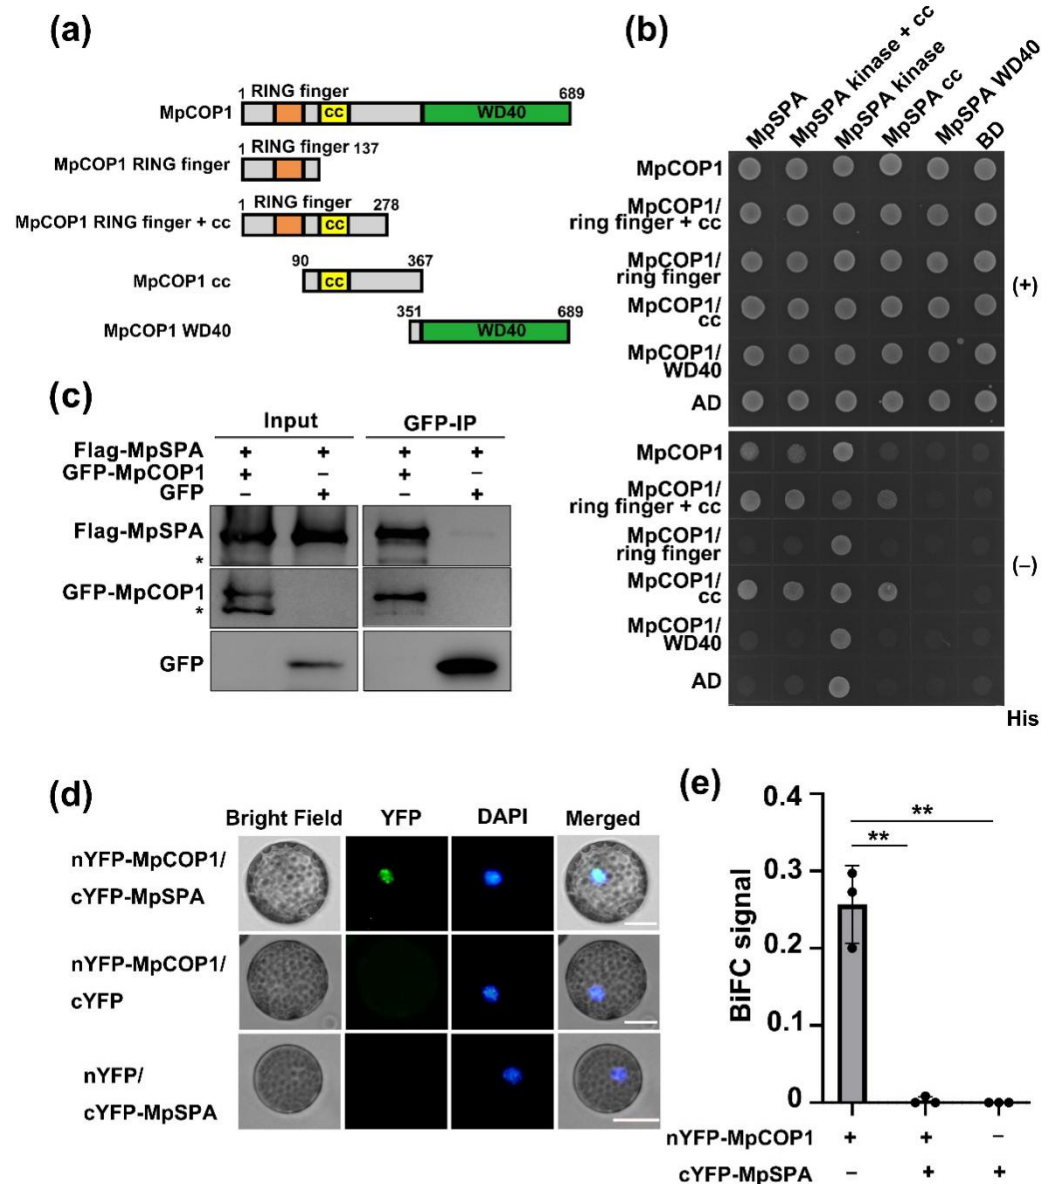 (a)
1 RING finger 689
MpCOP1 cc WD40
1 RING finger 137
MpCOP1 RING finger
1 RING finger 278
MpCOP1 RING finger + cc cc
90 367
MpCOP1 cc cc
351 689
MpCOP1 WD40 WD40
(b)
MpSPA
MpSPA kinase + cc
MpSPA kinase
MpSPA cc
MpSPA WD40
BD
MpCOP1
MpCOP1/
ring finger + cc
MpCOP1/
ring finger
MpCOP1/
cc
MpCOP1/
WD40
AD
(+)
MpCOP1
MpCOP1/
ring finger + cc
MpCOP1/
ring finger
MpCOP1/
cc
MpCOP1/
WD40
AD
(–)
His
(c)
Input GFP-IP
Flag-MpSPA + + + +
GFP-MpCOP1 + – + –
GFP – + – +
Flag-MpSPA
*
GFP-MpCOP1
*
GFP
(d)
Bright Field YFP DAPI Merged
nYFP-MpCOP1/
cYFP-MpSPA
nYFP-MpCOP1/
cYFP
nYFP/
cYFP-MpSPA
(e)
BiFC signal
0.4
0.3
0.2
0.1
0
**
**
nYFP-MpCOP1 + + –
cYFP-MpSPA – + +